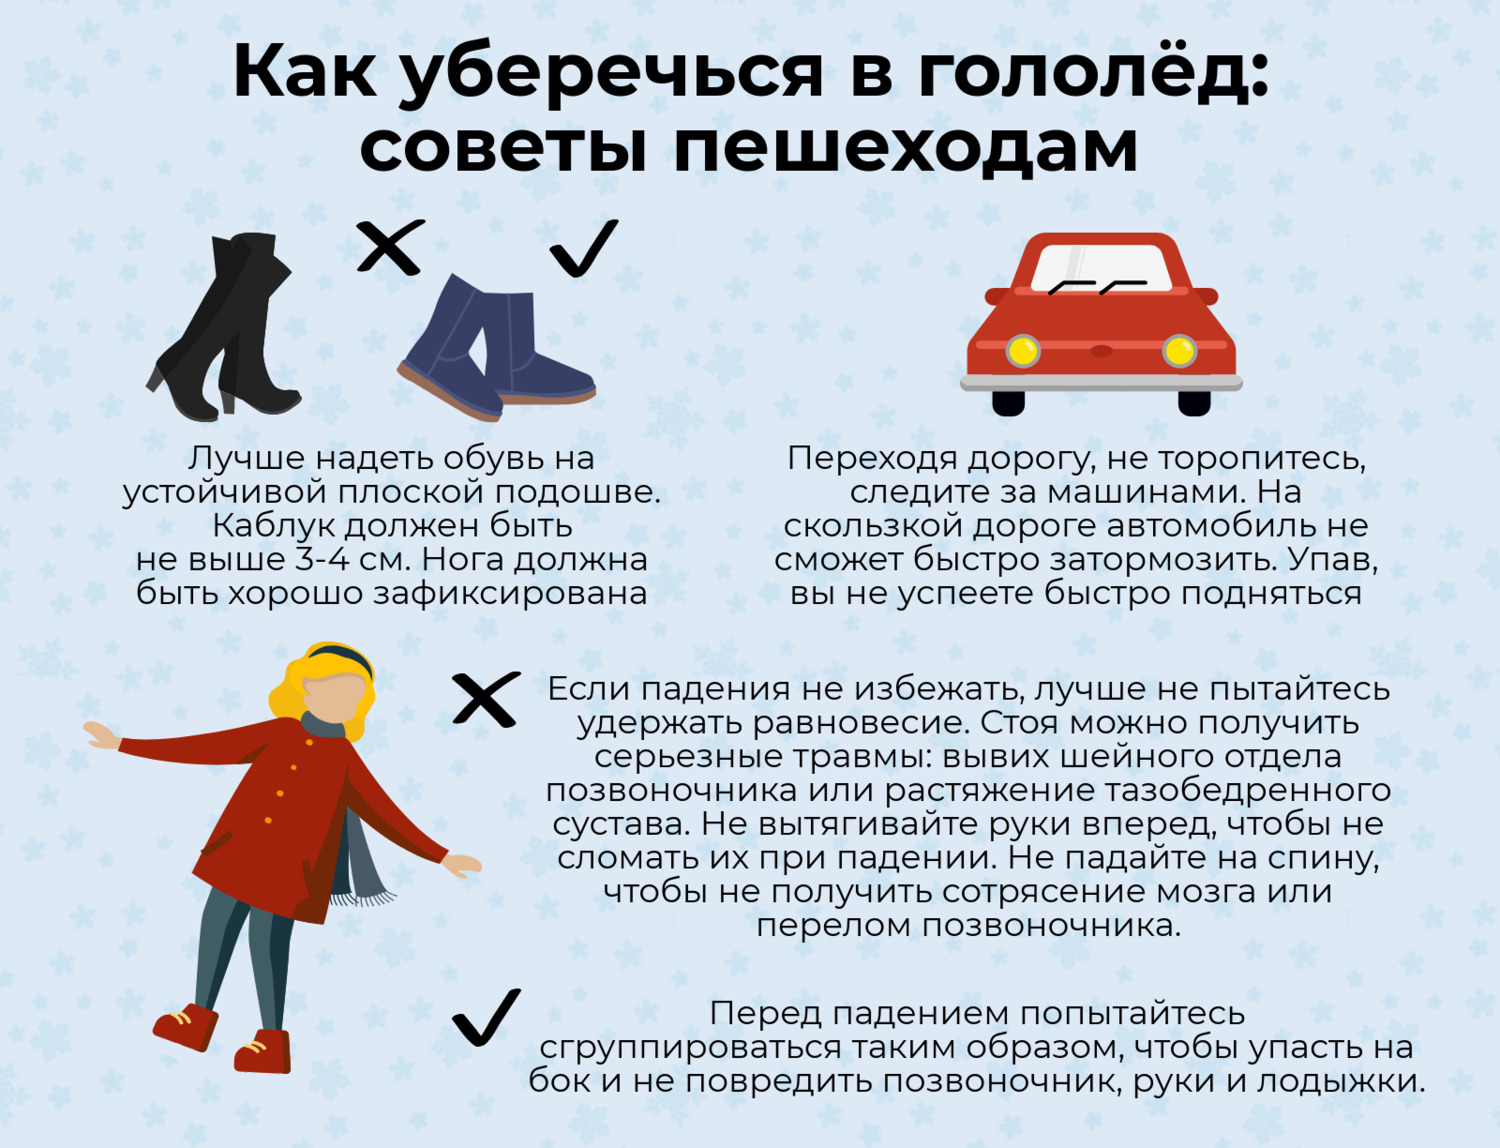 Как уберечься в гололёд:
советы пешеходам
Лучше надеть обувь на
устойчивой плоской подошве.
Каблук должен быть
не выше 3-4 см. Нога должна
быть хорошо зафиксирована
Переходя дорогу, не торопитесь,
следите за машинами. На
скользкой дороге автомобиль не
сможет быстро затормозить. Упав,
вы не успеете быстро подняться
Если падения не избежать, лучше не пытайтесь
удержать равновесие. Стоя можно получить
серьезные травмы: вывих шейного отдела
позвоночника или растяжение тазобедренного
сустава. Не вытягивайте руки вперед, чтобы не
сломать их при падении. Не падайте на спину,
чтобы не получить сотрясение мозга или
перелом позвоночника.
Перед падением попытайтесь
сгруппироваться таким образом, чтобы упасть на
бок и не повредить позвоночник, руки и лодыжки.